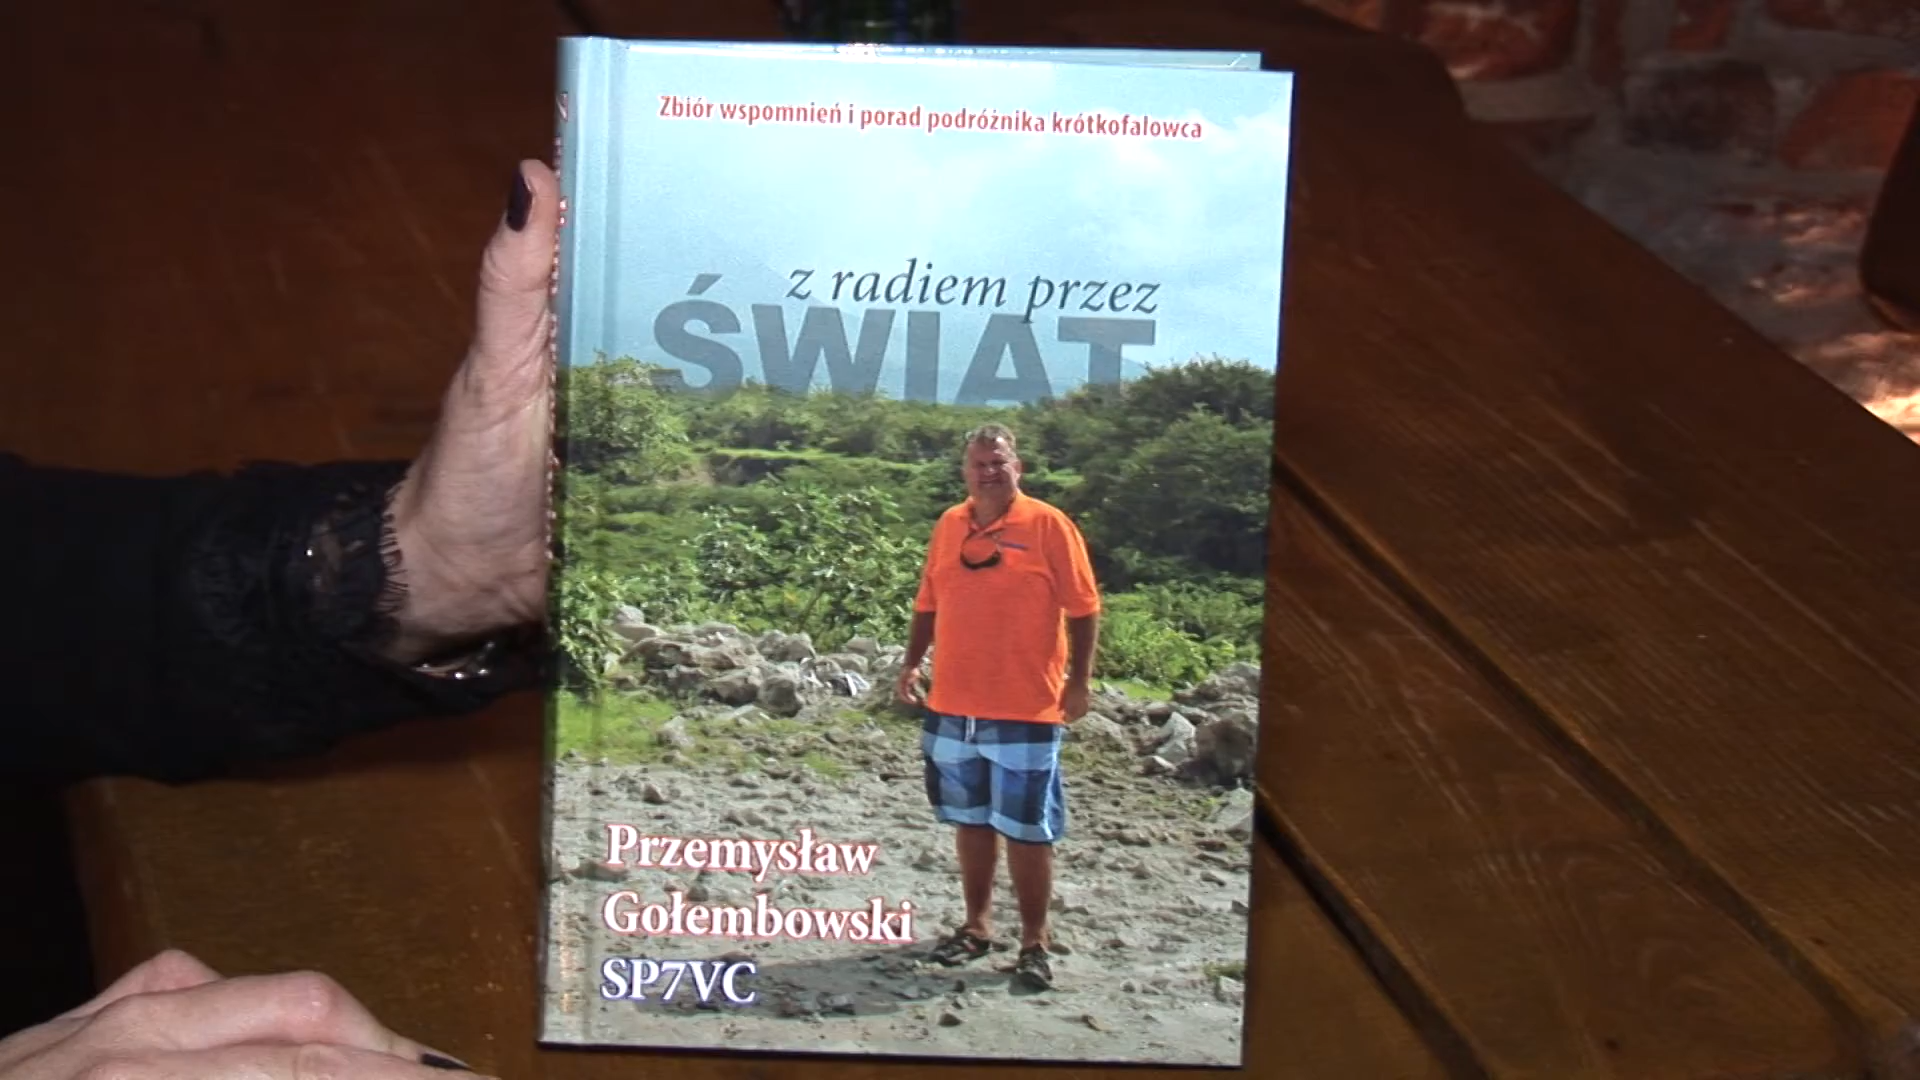 Zbiór wspomnień i porad podróżnika krótkofalowca
z radiem przez
ŚWIAT
Przemysław
Gołembowski
SP7VC